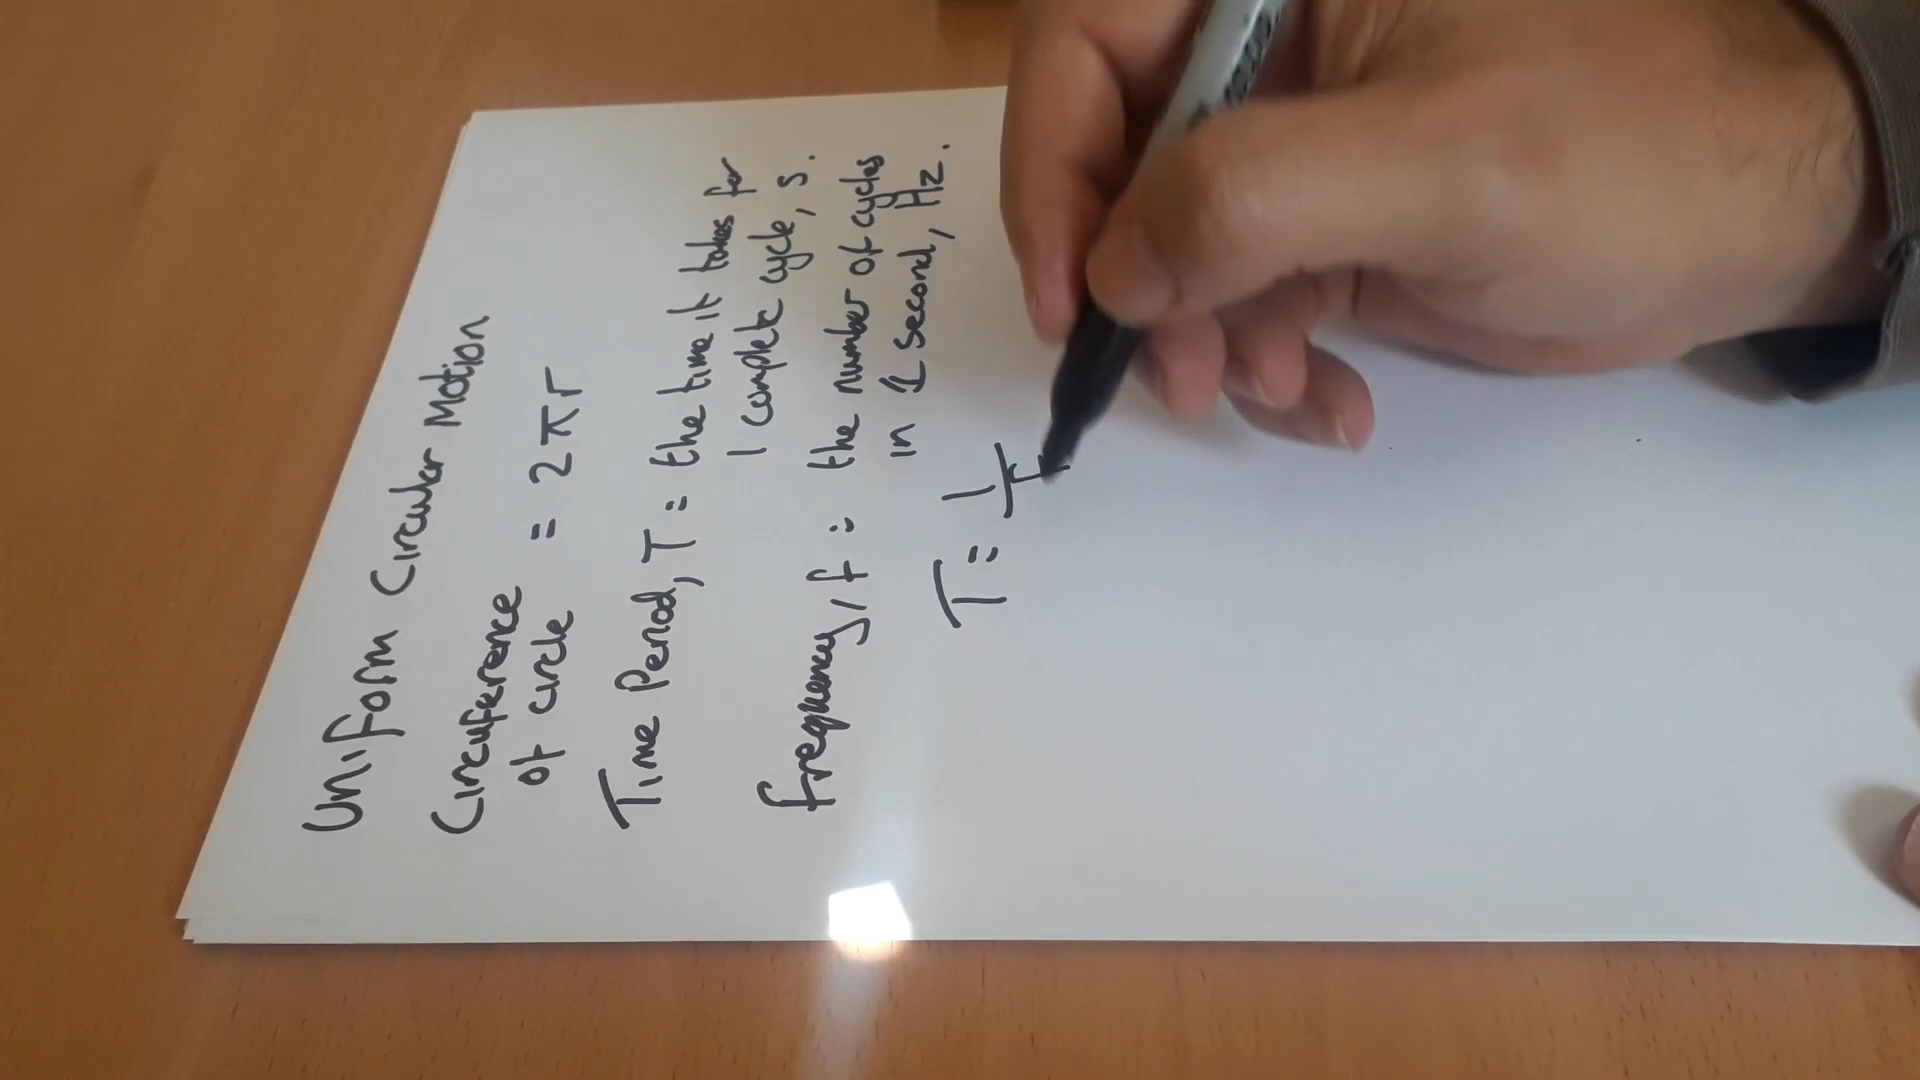 Uniform Circular Motion
Circuference
of circle = 2πr
Time Period, T = the time it takes for
1 complete cycle, s.
frequency, f = the number of cycles
in 1 second, Hz.
T = 1/f